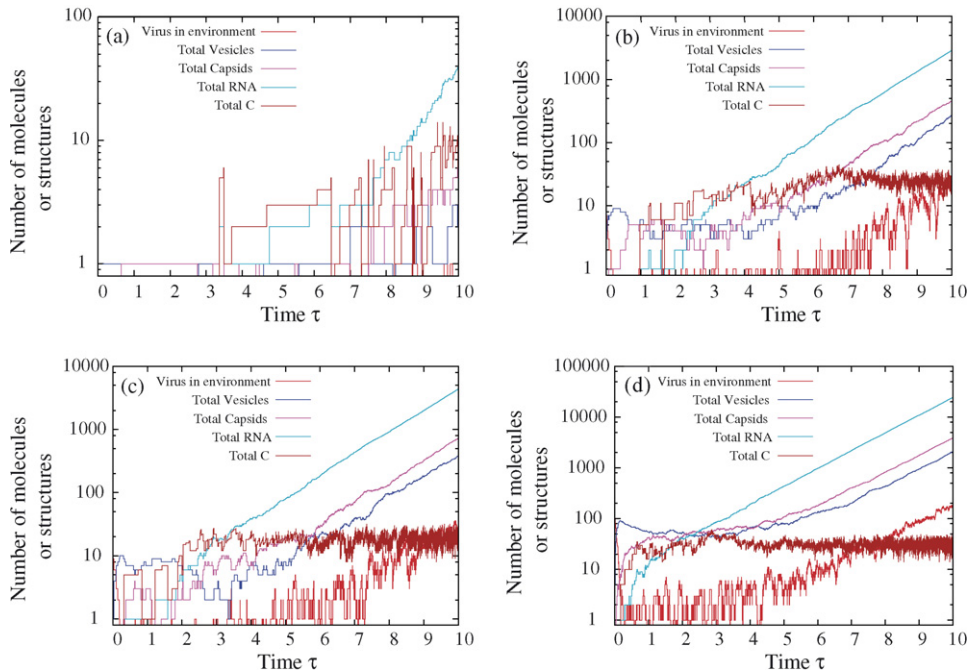 (a)
Number of molecules
or structures
100
10
1
Virus in environment
Total Vesicles
Total Capsids
Total RNA
Total C
0 1 2 3 4 5 6 7 8 9 10
Time τ
(b)
Number of molecules
or structures
10000
1000
100
10
1
Virus in environment
Total Vesicles
Total Capsids
Total RNA
Total C
0 1 2 3 4 5 6 7 8 9 10
Time τ
(c)
Number of molecules
or structures
10000
1000
100
10
1
Virus in environment
Total Vesicles
Total Capsids
Total RNA
Total C
0 1 2 3 4 5 6 7 8 9 10
Time τ
(d)
Number of molecules
or structures
100000
10000
1000
100
10
1
Virus in environment
Total Vesicles
Total Capsids
Total RNA
Total C
0 1 2 3 4 5 6 7 8 9 10
Time τ